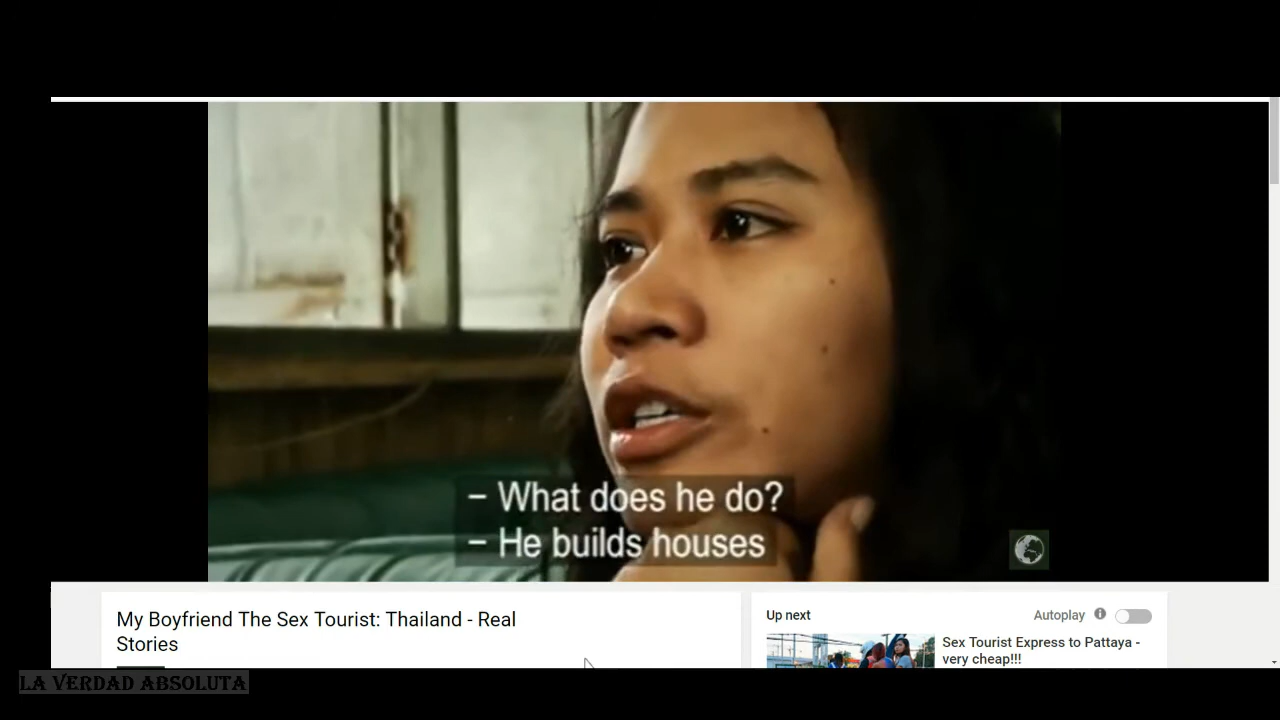 – What does he do?
– He builds houses
My Boyfriend The Sex Tourist: Thailand - Real
Stories
Up next
Autoplay
Sex Tourist Express to Pattaya -
very cheap!!!
LA VERDAD ABSOLUTA